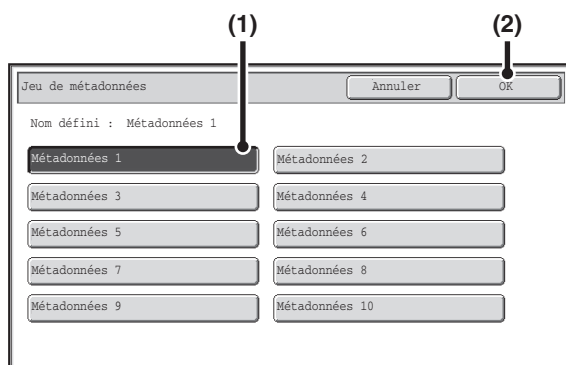 (1) (2)
Jeu de métadonnées Annuler OK
Nom défini : Métadonnées 1
Métadonnées 1 Métadonnées 2
Métadonnées 3 Métadonnées 4
Métadonnées 5 Métadonnées 6
Métadonnées 7 Métadonnées 8
Métadonnées 9 Métadonnées 10